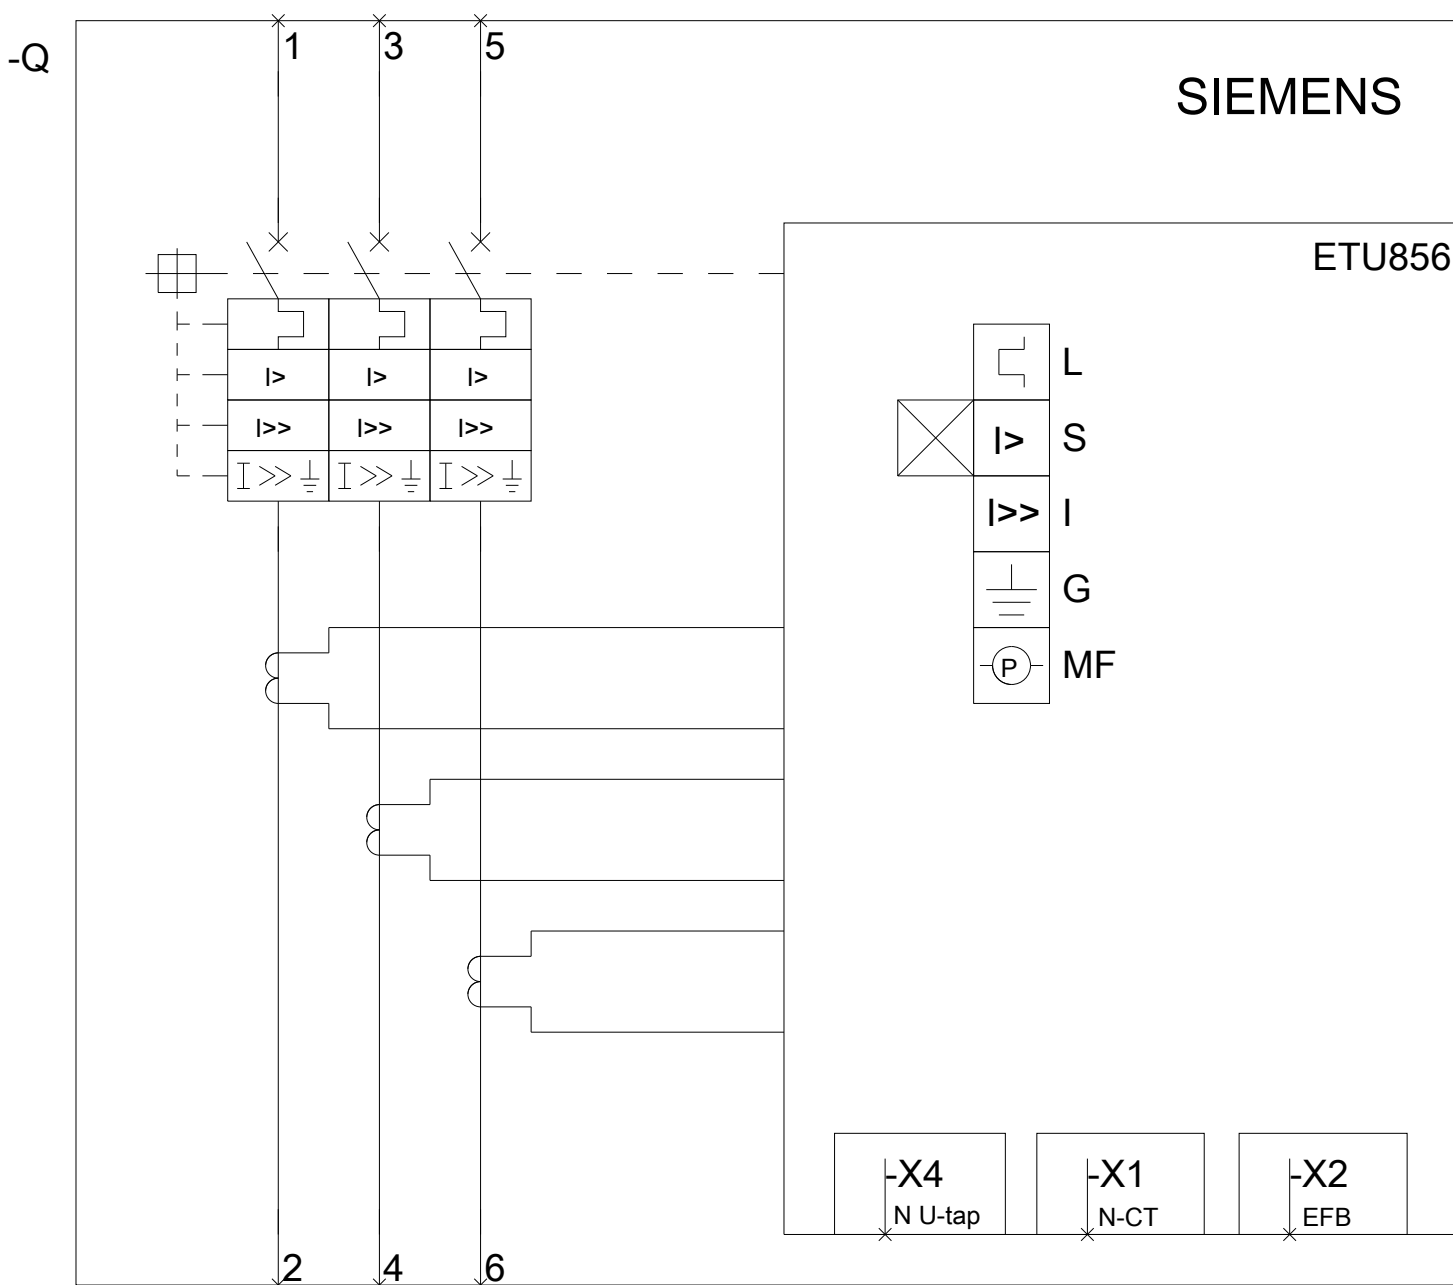 1 3 5
-Q
SIEMENS
ETU856
L
I> I> I>
I> S
I>> I>> I>>
I >> I >> I >>
I>> I
G
P MF
-X4 -X1 -X2
N U-tap N-CT EFB
2 4 6